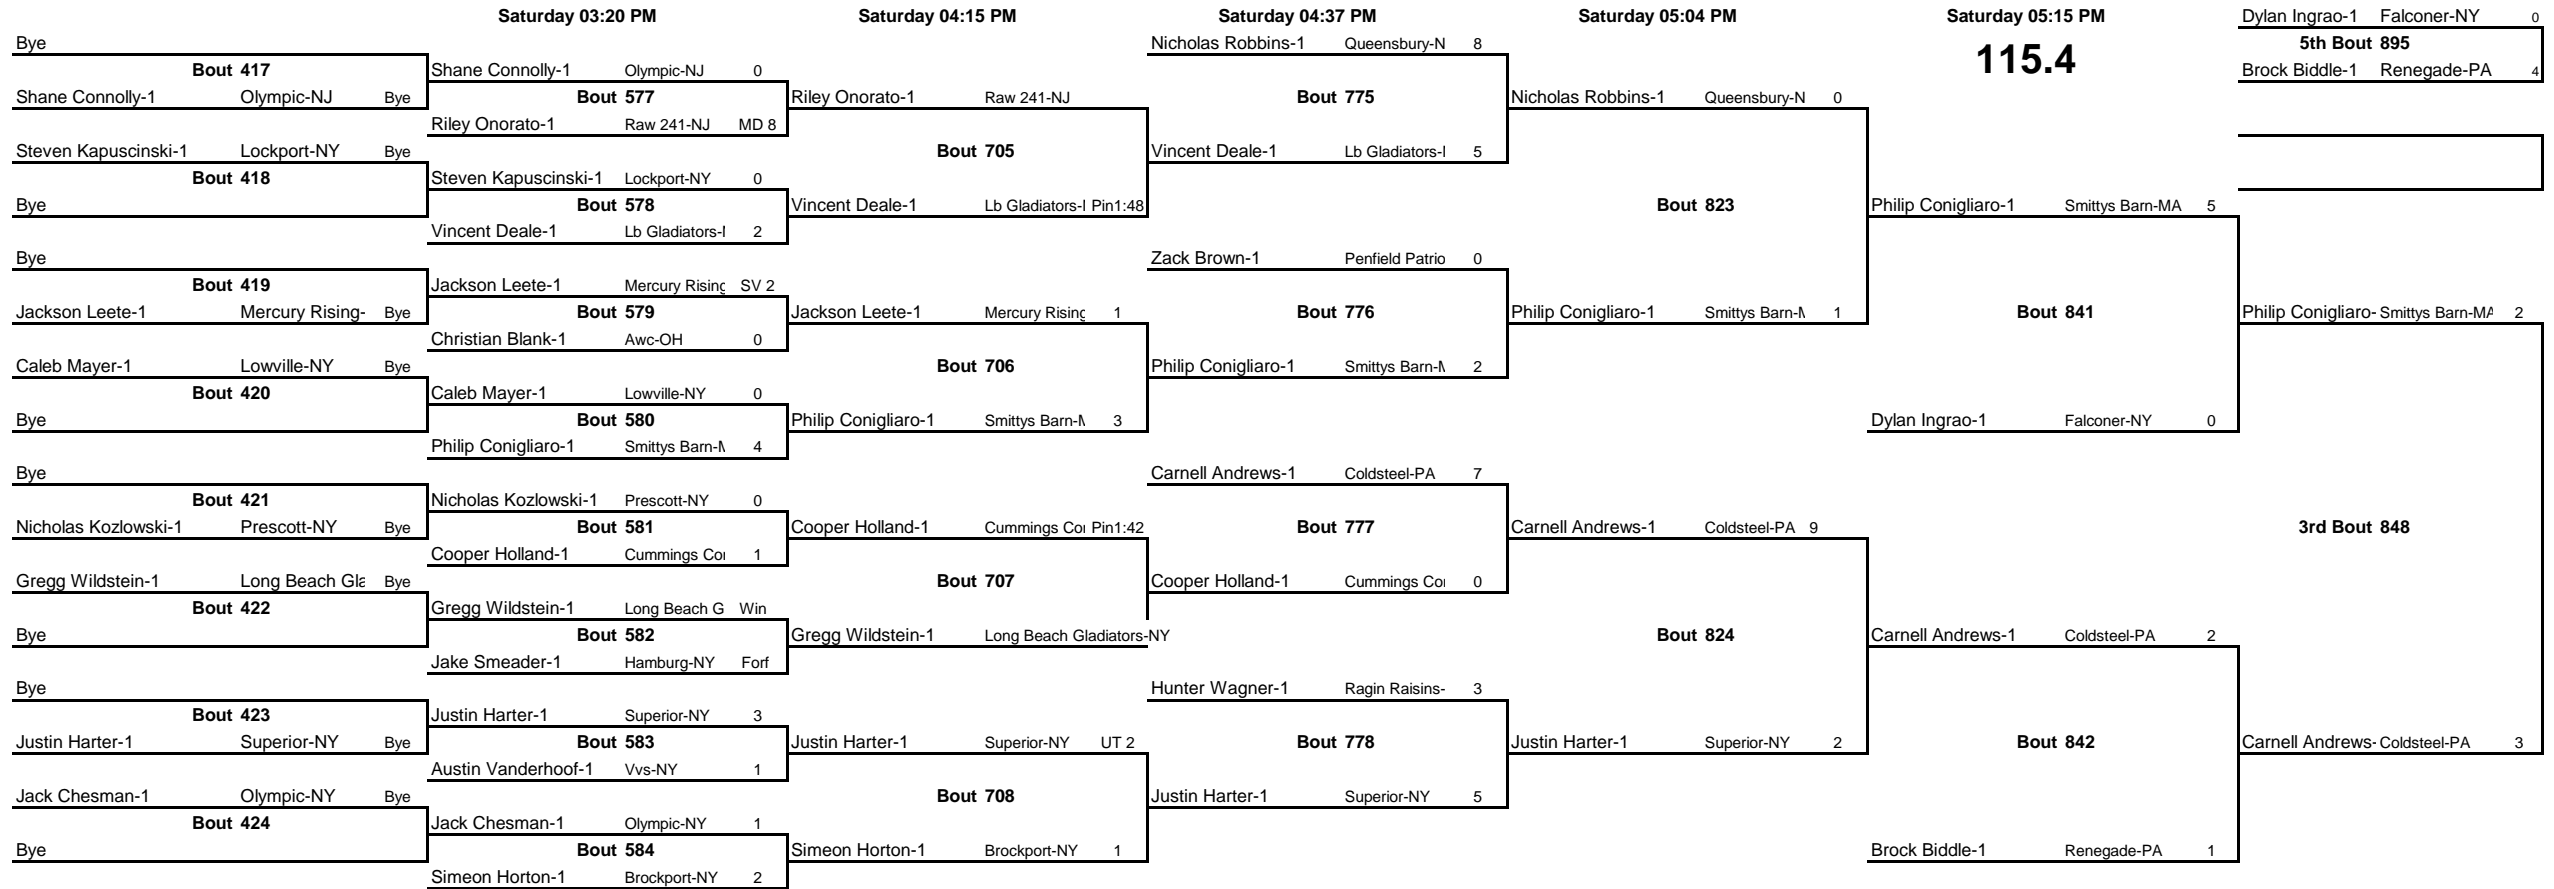 Saturday 03:20 PM Saturday 04:15 PM Saturday 04:37 PM Saturday 05:04 PM Saturday 05:15 PM Dylan Ingrao-1 Falconer-NY 0
Bye Nicholas Robbins-1 Queensbury-N 8 115.4 5th Bout 895
Bout 417 Shane Connolly-1 Olympic-NJ 0 Brock Biddle-1 Renegade-PA 4
Shane Connolly-1 Olympic-NJ Bye Bout 577 Riley Onorato-1 Raw 241-NJ Bout 775 Nicholas Robbins-1 Queensbury-N 0
Riley Onorato-1 Raw 241-NJ MD 8
Steven Kapuscinski-1 Lockport-NY Bye Bout 705 Vincent Deale-1 Lb Gladiators- 5
Bout 418 Steven Kapuscinski-1 Lockport-NY 0
Bye Bout 578 Vincent Deale-1 Lb Gladiators- Pin1:48 Bout 823 Philip Conigliaro-1 Smittys Barn-MA 5
Vincent Deale-1 Lb Gladiators- 2
Bye Zack Brown-1 Penfield Patrio 0
Bout 419 Jackson Leete-1 Mercury Rising SV 2
Jackson Leete-1 Mercury Rising- Bye Bout 579 Jackson Leete-1 Mercury Rising 1 Bout 776 Philip Conigliaro-1 Smittys Barn- 1 Bout 841 Philip Conigliaro- Smittys Barn-MA 2
Christian Blank-1 Awc-OH 0
Caleb Mayer-1 Lowville-NY Bye Bout 706 Philip Conigliaro-1 Smittys Barn- 2
Bout 420 Caleb Mayer-1 Lowville-NY 0
Bye Bout 580 Philip Conigliaro-1 Smittys Barn- 3 Dylan Ingrao-1 Falconer-NY 0
Philip Conigliaro-1 Smittys Barn- 4
Bye Carnell Andrews-1 Coldsteel-PA 7
Bout 421 Nicholas Kozlowski-1 Prescott-NY 0
Nicholas Kozlowski-1 Prescott-NY Bye Bout 581 Cooper Holland-1 Cummings Pin1:42 Bout 777 Carnell Andrews-1 Coldsteel-PA 9 3rd Bout 848
Cooper Holland-1 Cummings 1
Gregg Wildstein-1 Long Beach Bye Bout 707 Cooper Holland-1 Cummings 0
Bout 422 Gregg Wildstein-1 Long Beach G Win
Bye Bout 582 Gregg Wildstein-1 Long Beach Gladiators-NY Bout 824 Carnell Andrews-1 Coldsteel-PA 2
Jake Smeader-1 Hamburg-NY Forf
Bye Hunter Wagner-1 Ragin Raisins- 3
Bout 423 Justin Harter-1 Superior-NY 3
Justin Harter-1 Superior-NY Bye Bout 583 Justin Harter-1 Superior-NY UT 2 Bout 778 Justin Harter-1 Superior-NY 2 Bout 842 Carnell Andrews- Coldsteel-PA 3
Austin Vanderhoof-1 Vvs-NY 1
Jack Chesman-1 Olympic-NY Bye Bout 708 Justin Harter-1 Superior-NY 5
Bout 424 Jack Chesman-1 Olympic-NY 1
Bye Bout 584 Simeon Horton-1 Brockport-NY 1 Brock Biddle-1 Renegade-PA 1
Simeon Horton-1 Brockport-NY 2